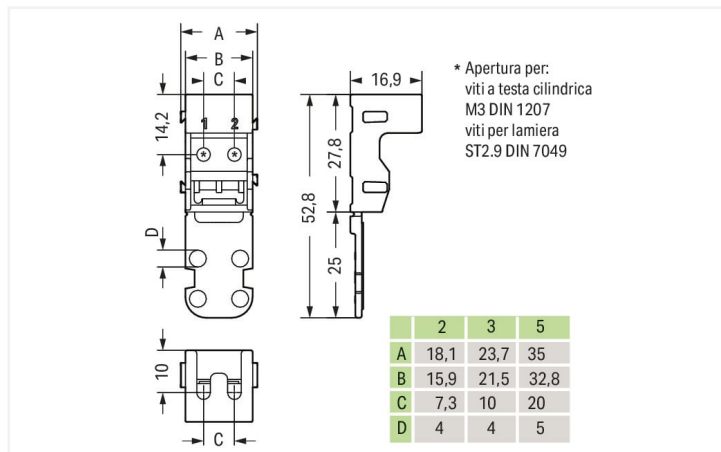 A
B
C
14,2
1 2
* *
D
10
C
16,9
27,8
52,8
25
* Apertura per:
viti a testa cilindrica
M3 DIN 1207
viti per lamiera
ST2.9 DIN 7049
2 3 5
A 18,1 23,7 35
B 15,9 21,5 32,8
C 7,3 10 20
D 4 4 5